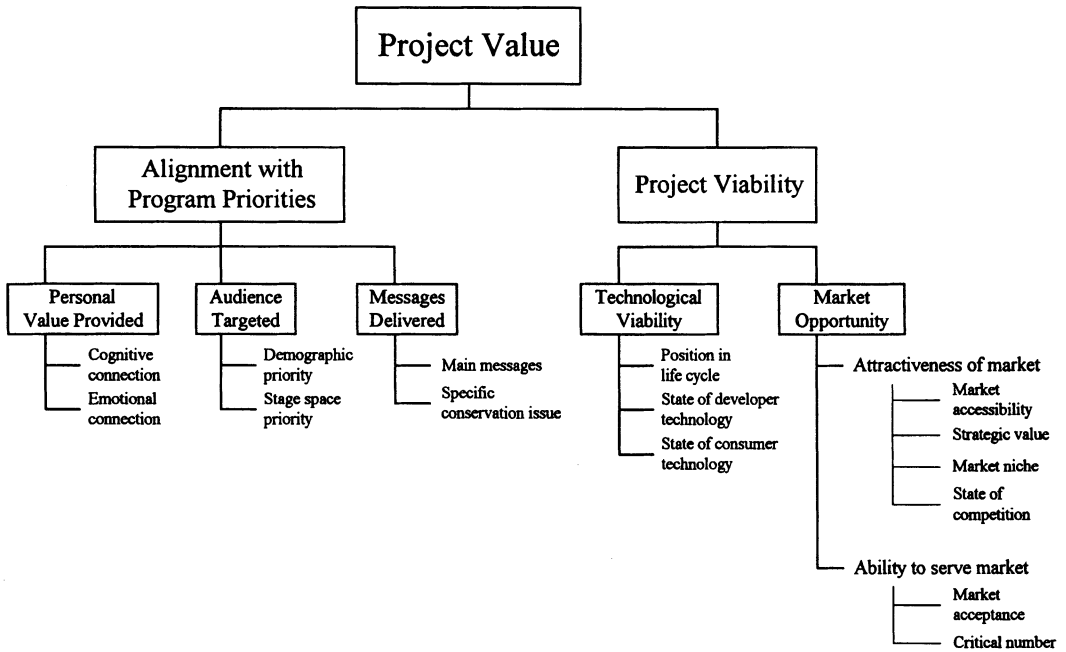 Project Value
Alignment with
Program Priorities
Project Viability
Personal
Value Provided
Audience
Targeted
Messages
Delivered
Technological
Viability
Market
Opportunity
Cognitive
connection
Emotional
connection
Demographic
priority
Stage space
priority
Main messages
Specific
conservation issue
Position in
life cycle
State of developer
technology
State of consumer
technology
Attractiveness of market
Market
accessibility
Strategic value
Market niche
State of
competition
Ability to serve market
Market
acceptance
Critical number